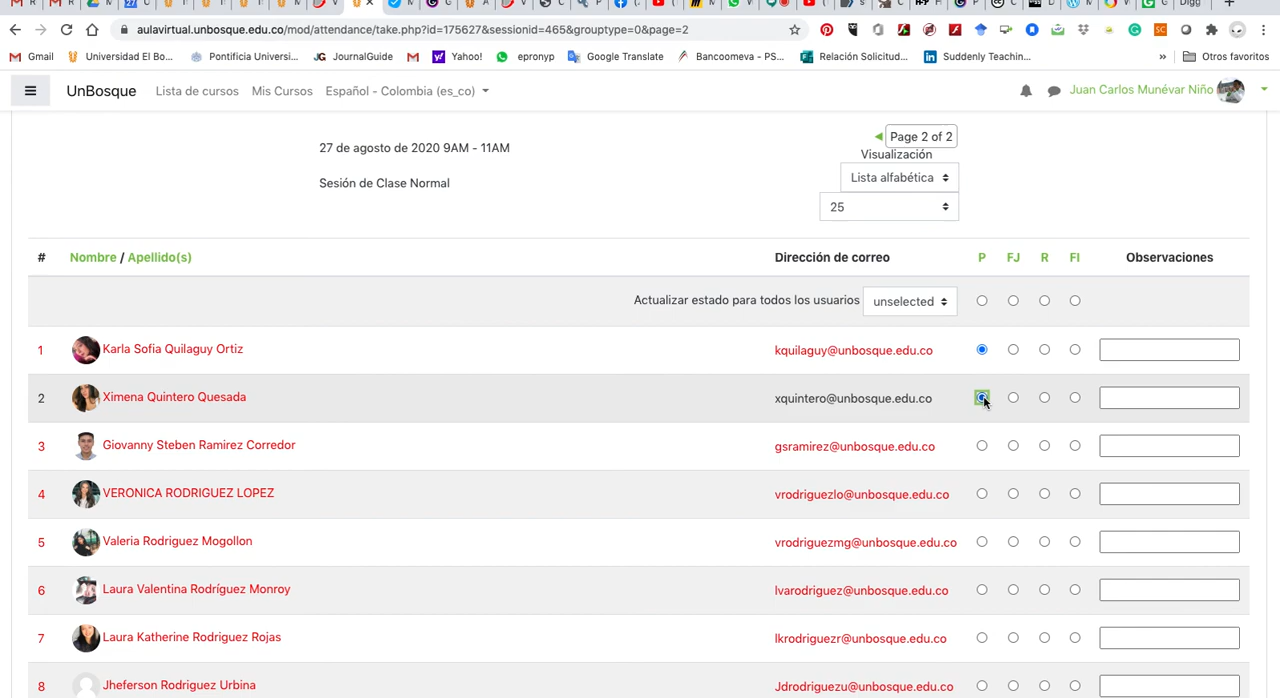 aulavirtual.unbosque.edu.co/mod/attendance/take.php?id=175627&sessionid=465&grouptype=0&page=2
Gmail Universidad El Bo... Pontificia Universi... JournalGuide Yahoo! epronyp Google Translate Bancoomeva - PS... Relación Solicitud... Suddenly Teachin... » Otros favoritos
UnBosque Lista de cursos Mis Cursos Español - Colombia (es_co) Juan Carlos Munévar Niño
Page 2 of 2
27 de agosto de 2020 9AM - 11AM
Visualización
Lista alfabética
Sesión de Clase Normal
25
# Nombre / Apellido(s) Dirección de correo P FJ R FI Observaciones
Actualizar estado para todos los usuarios unselected
1 Karla Sofia Quilaguy Ortiz kquilaguy@unbosque.edu.co
2 Ximena Quintero Quesada xquintero@unbosque.edu.co
3 Giovanny Steben Ramirez Corredor gsramirez@unbosque.edu.co
4 VERONICA RODRIGUEZ LOPEZ vrodriguezlo@unbosque.edu.co
5 Valeria Rodriguez Mogollon vrodriguezmg@unbosque.edu.co
6 Laura Valentina Rodríguez Monroy lvarodriguez@unbosque.edu.co
7 Laura Katherine Rodriguez Rojas lkrodriguezr@unbosque.edu.co
8 Jheferson Rodriguez Urbina Jdrodriguezu@unbosque.edu.co